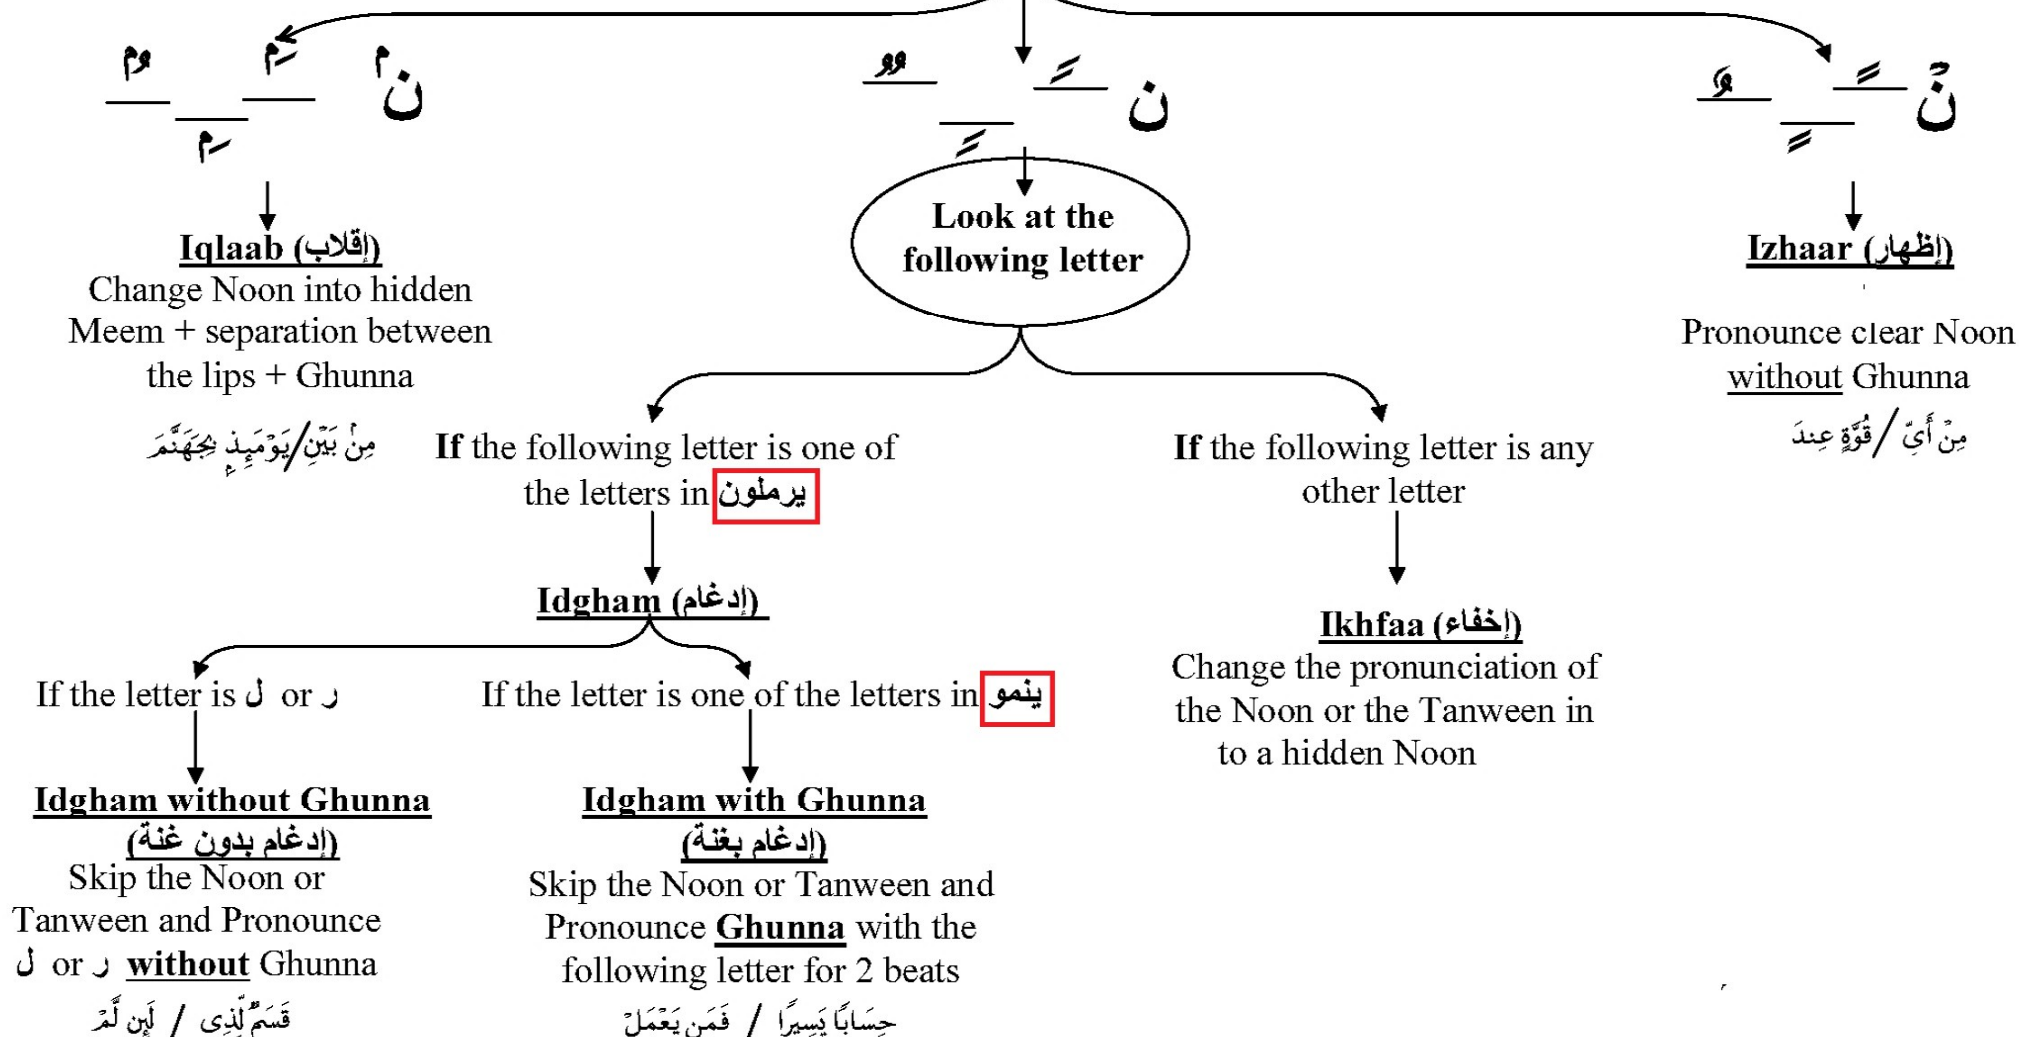 ن
ن
ن
Iqlaab (إقلاب)
Change Noon into hidden
Meem + separation between
the lips + Ghunna
مِنۢ بَيۡنِ/يَوۡمَئِذِۭ بِجَهَنَّمَ
Look at the
following letter
Izhaar (إظهار)
Pronounce clear Noon
without Ghunna
مِنۡ أَيِّ / قُوَّةٍ عِندَ
If the following letter is one of
the letters in يرملون
If the following letter is any
other letter
Idgham (إدغام)
Ikhfaa (إخفاء)
Change the pronunciation of
the Noon or the Tanween in
to a hidden Noon
If the letter is ل or ر
If the letter is one of the letters in ينمو
Idgham without Ghunna
(إدغام بدون غنة)
Skip the Noon or
Tanween and Pronounce
ل or ر without Ghunna
قَسَمٌ لِّذِى / لَئِن لَّمۡ
Idgham with Ghunna
(إدغام بغنة)
Skip the Noon or Tanween and
Pronounce Ghunna with the
following letter for 2 beats
حِسَابًا يَسِيرًا / فَمَن يَعۡمَلۡ